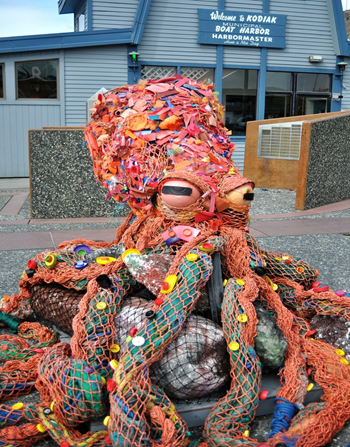 Welcome to KODIAK
MUNICIPAL
BOAT HARBOR
HARBORMASTER